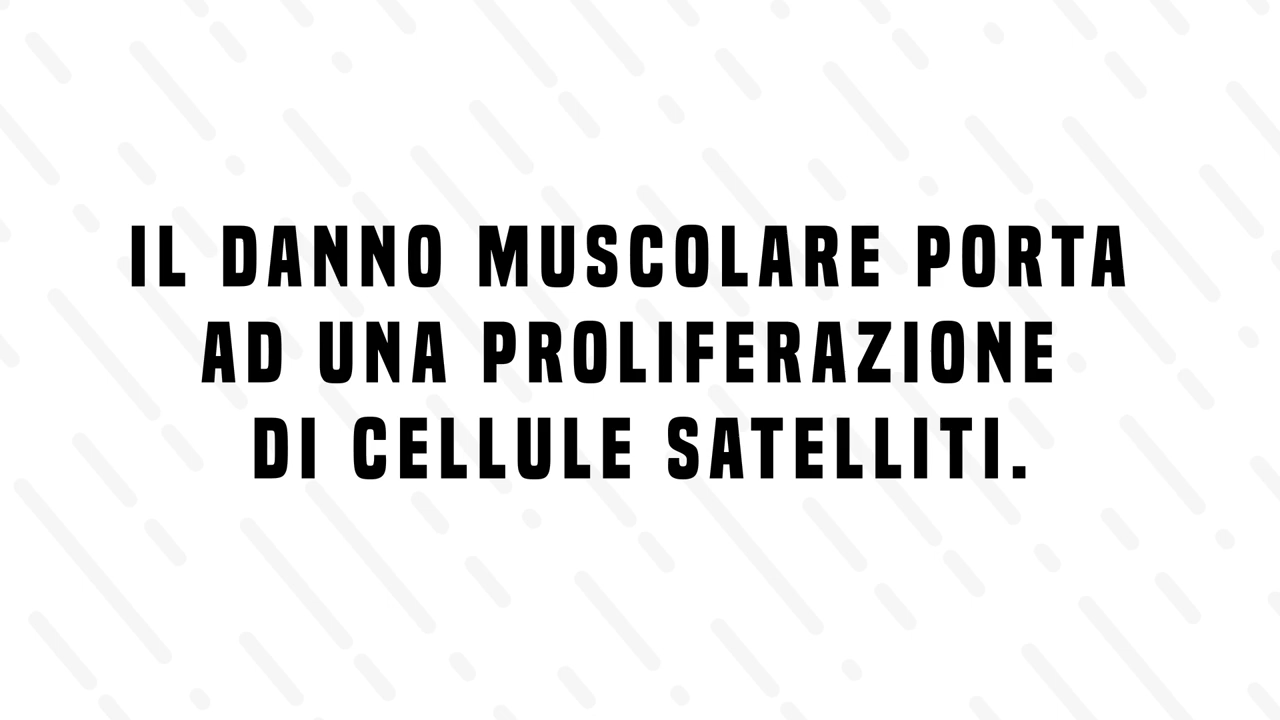 IL DANNO MUSCOLARE PORTA
AD UNA PROLIFERAZIONE
DI CELLULE SATELLITI.